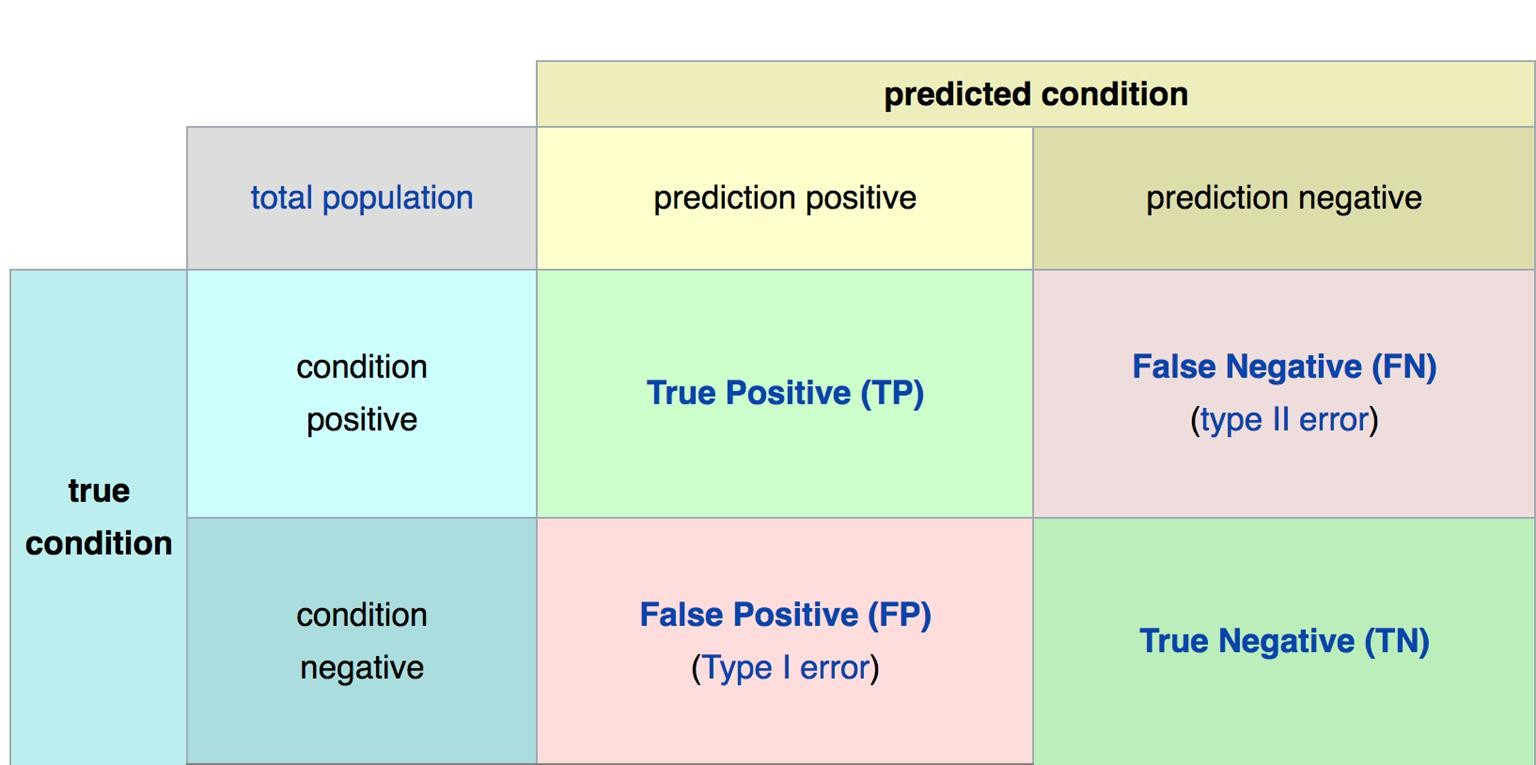 predicted condition
total population
prediction positive
prediction negative
condition
positive
True Positive (TP)
False Negative (FN)
(type II error)
true
condition
condition
negative
False Positive (FP)
(Type I error)
True Negative (TN)